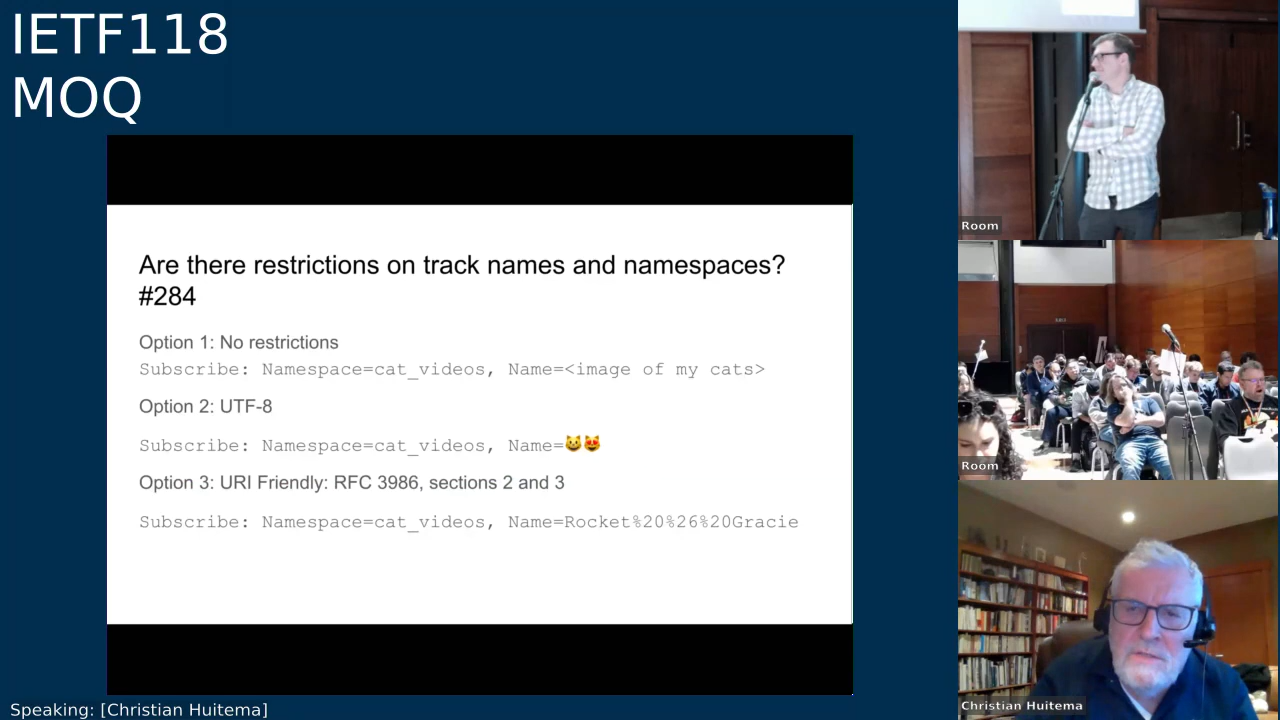 IETF118
MOQ
Are there restrictions on track names and namespaces?
#284
Option 1: No restrictions
Subscribe: Namespace=cat_videos, Name=<image of my cats>
Option 2: UTF-8
Subscribe: Namespace=cat_videos, Name=😺😻
Option 3: URI Friendly: RFC 3986, sections 2 and 3
Subscribe: Namespace=cat_videos, Name=Rocket%20%26%20Gracie
Room
Room
Christian Huitema
Speaking: [Christian Huitema]